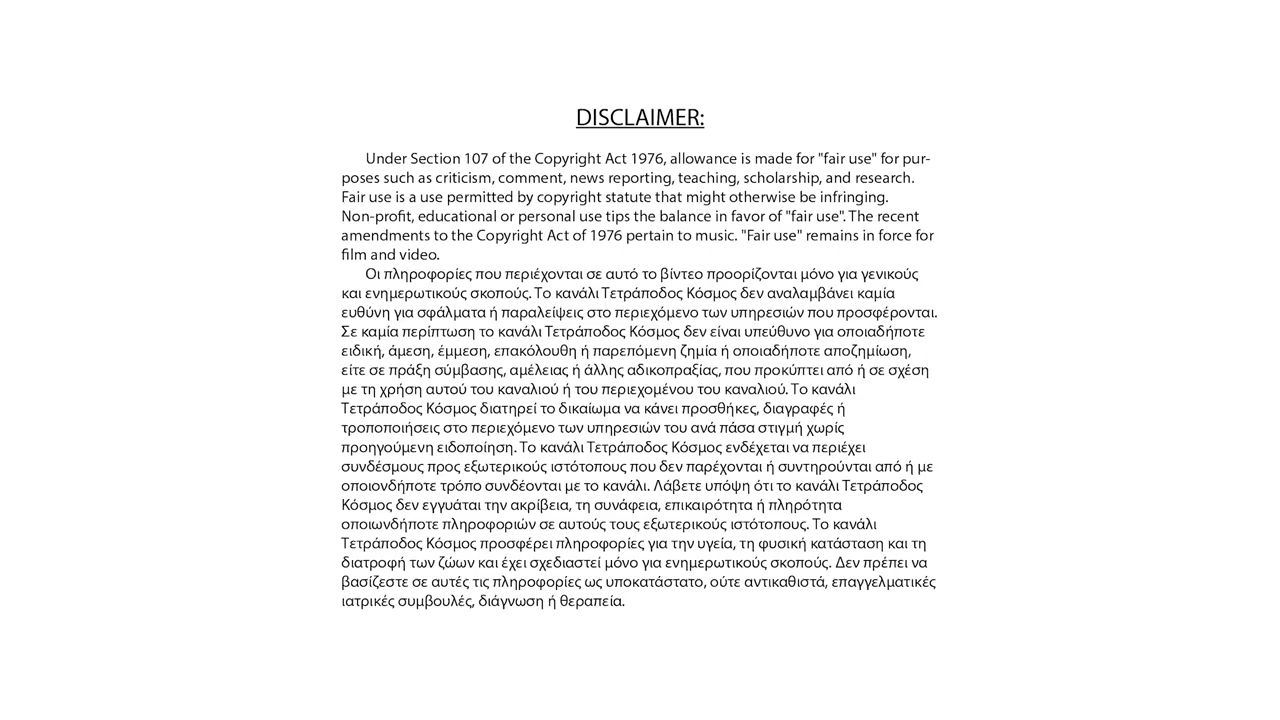 DISCLAIMER:
Under Section 107 of the Copyright Act 1976, allowance is made for "fair use" for pur-
poses such as criticism, comment, news reporting, teaching, scholarship, and research.
Fair use is a use permitted by copyright statute that might otherwise be infringing.
Non-profit, educational or personal use tips the balance in favor of "fair use". The recent
amendments to the Copyright Act of 1976 pertain to music. "Fair use" remains in force for
film and video.
Οι πληροφορίες που περιέχονται σε αυτό το βίντεο προορίζονται μόνο για γενικούς
και ενημερωτικούς σκοπούς. Το κανάλι Τετράποδος Κόσμος δεν αναλαμβάνει καμία
ευθύνη για σφάλματα ή παραλείψεις στο περιεχόμενο των υπηρεσιών που προσφέρονται.
Σε καμία περίπτωση το κανάλι Τετράποδος Κόσμος δεν είναι υπεύθυνο για οποιαδήποτε
ειδική, άμεση, έμμεση, επακόλουθη ή παρεπόμενη ζημία ή οποιαδήποτε αποζημίωση,
είτε σε πράξη σύμβασης, αμέλειας ή άλλης αδικοπραξίας, που προκύπτει από ή σε σχέση
με τη χρήση αυτού του καναλιού ή του περιεχομένου του καναλιού. Το κανάλι
Τετράποδος Κόσμος διατηρεί το δικαίωμα να κάνει προσθήκες, διαγραφές ή
τροποποιήσεις στο περιεχόμενο των υπηρεσιών του ανά πάσα στιγμή χωρίς
προηγούμενη ειδοποίηση. Το κανάλι Τετράποδος Κόσμος ενδέχεται να περιέχει
συνδέσμους προς εξωτερικούς ιστότοπους που δεν παρέχονται ή συντηρούνται από ή με
οποιονδήποτε τρόπο συνδέονται με το κανάλι. Λάβετε υπόψη ότι το κανάλι Τετράποδος
Κόσμος δεν εγγυάται την ακρίβεια, τη συνάφεια, επικαιρότητα ή πληρότητα
οποιωνδήποτε πληροφοριών σε αυτούς τους εξωτερικούς ιστότοπους. Το κανάλι
Τετράποδος Κόσμος προσφέρει πληροφορίες για την υγεία, τη φυσική κατάσταση και τη
διατροφή των ζώων και έχει σχεδιαστεί μόνο για ενημερωτικούς σκοπούς. Δεν πρέπει να
βασίζεστε σε αυτές τις πληροφορίες ως υποκατάστατο, ούτε αντικαθιστά, επαγγελματικές
ιατρικές συμβουλές, διάγνωση ή θεραπεία.